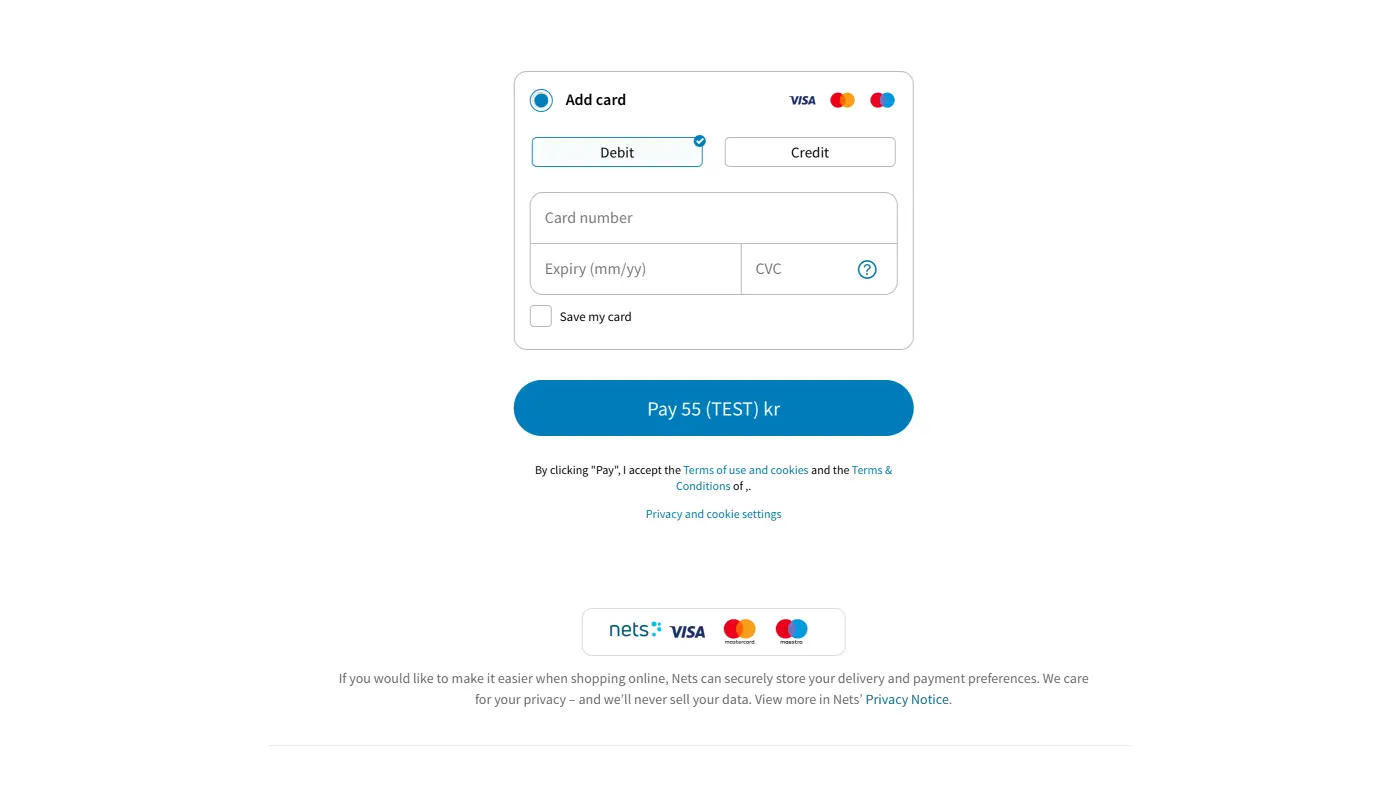 Add card
VISA
Debit
Credit
Card number
Expiry (mm/yy)
CVC
?
Save my card
Pay 55 (TEST) kr
By clicking "Pay", I accept the Terms of use and cookies and the Terms &
Conditions of ,.
Privacy and cookie settings
nets VISA mastercard maestro
If you would like to make it easier when shopping online, Nets can securely store your delivery and payment preferences. We care
for your privacy – and we’ll never sell your data. View more in Nets’ Privacy Notice.